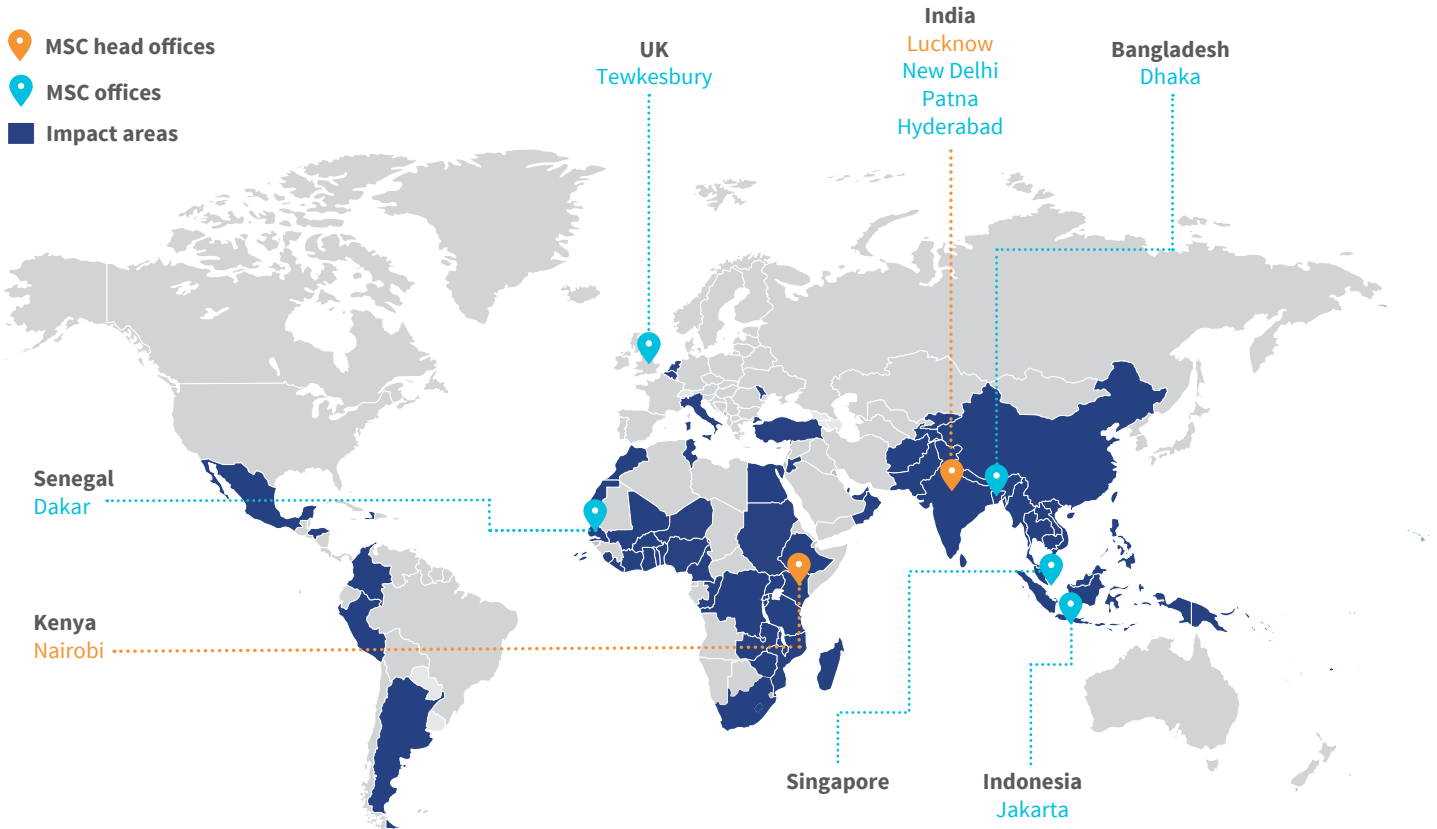 MSC head offices
MSC offices
Impact areas
UK
Tewkesbury
India
Lucknow
New Delhi
Patna
Hyderabad
Bangladesh
Dhaka
Senegal
Dakar
Kenya
Nairobi
Singapore
Indonesia
Jakarta